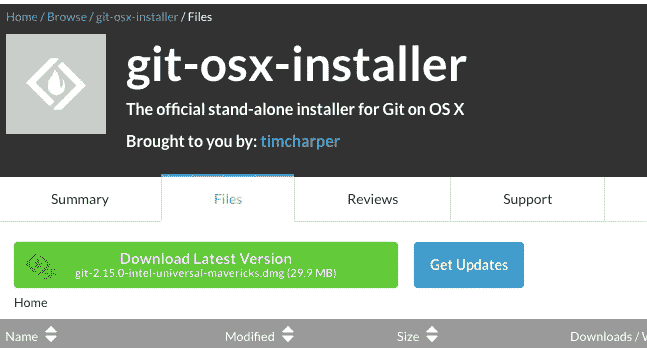 Home / Browse / git-osx-installer / Files
git-osx-installer
The official stand-alone installer for Git on OS X
Brought to you by: timcharper
Summary Files Reviews Support
Download Latest Version
git-2.15.0-intel-universal-mavericks.dmg (29.9 MB)
Get Updates
Home
Name Modified Size Downloads / W